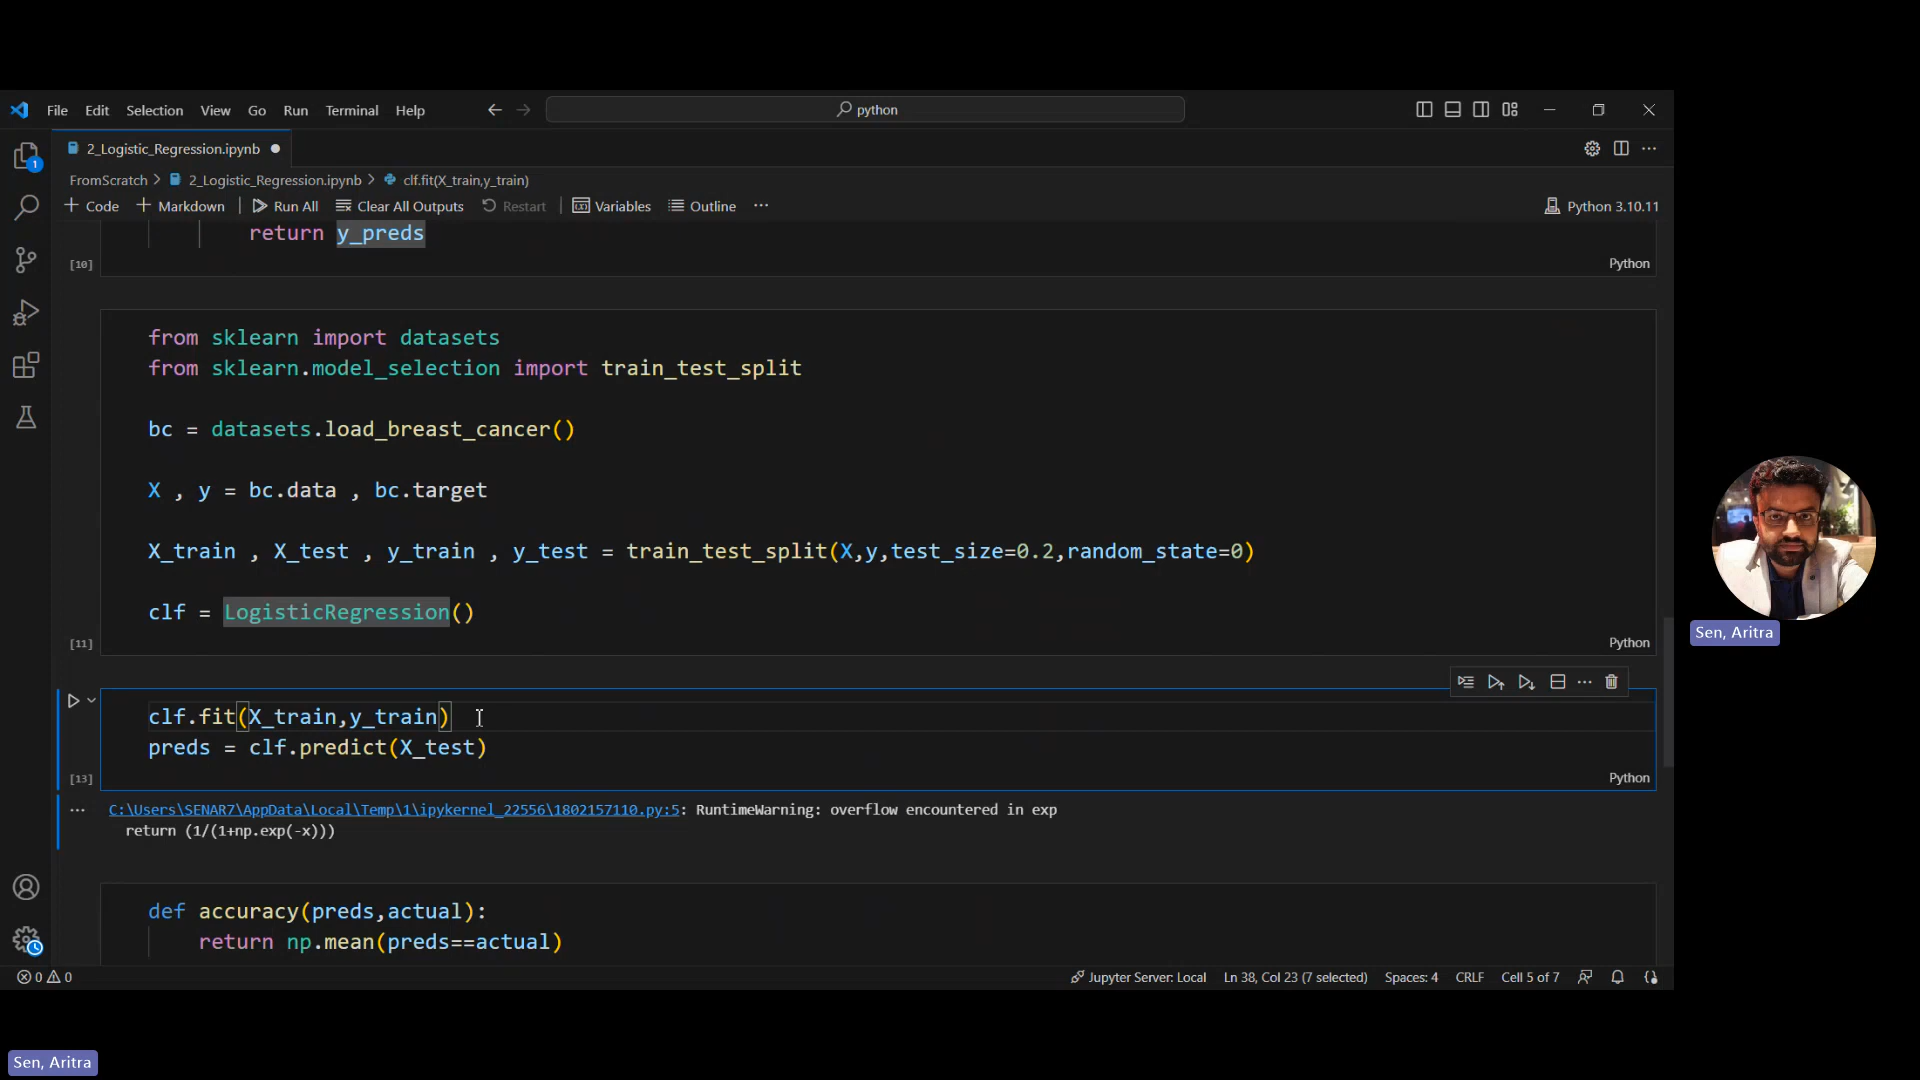 File Edit Selection View Go Run Terminal Help
python
2_Logistic_Regression.ipynb
FromScratch > 2_Logistic_Regression.ipynb > clf.fit(X_train,y_train)
+ Code + Markdown | Run All Clear All Outputs Restart | Variables Outline ...
Python 3.10.11
return y_preds
[10]
Python
from sklearn import datasets
from sklearn.model_selection import train_test_split
bc = datasets.load_breast_cancer()
X , y = bc.data , bc.target
X_train , X_test , y_train , y_test = train_test_split(X,y,test_size=0.2,random_state=0)
clf = LogisticRegression()
[11]
Python
clf.fit(X_train,y_train)
preds = clf.predict(X_test)
[13]
Python
C:\Users\SENAR7\AppData\Local\Temp\1\ipykernel_22556\1802157110.py:5: RuntimeWarning: overflow encountered in exp
return (1/(1+np.exp(-x)))
def accuracy(preds,actual):
return np.mean(preds==actual)
1
0 0
Jupyter Server: Local Ln 38, Col 23 (7 selected) Spaces: 4 CRLF Cell 5 of 7
Sen, Aritra
Sen, Aritra